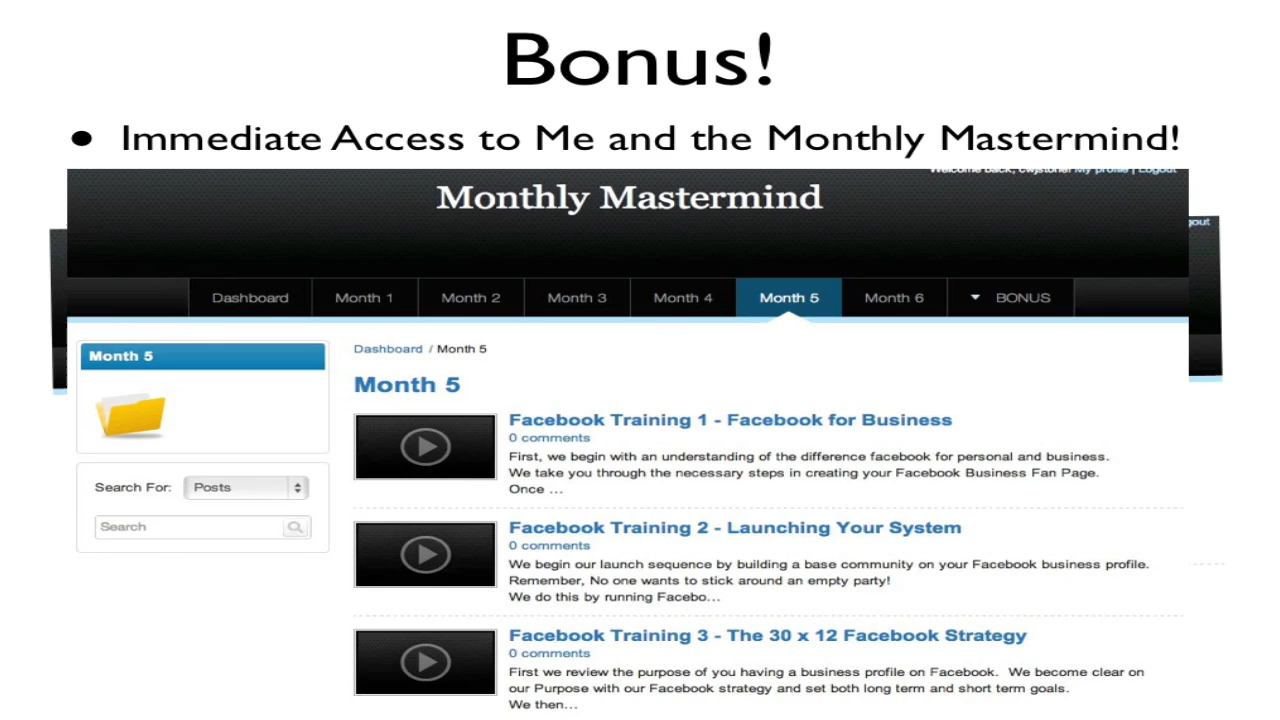 Bonus!
• Immediate Access to Me and the Monthly Mastermind!
Welcome back, cwjstone! My profile | Logout
Monthly Mastermind
gout
Dashboard Month 1 Month 2 Month 3 Month 4 Month 5 Month 6 BONUS
Month 5
Search For: Posts
Search
Dashboard / Month 5
Month 5
Facebook Training 1 - Facebook for Business
0 comments
First, we begin with an understanding of the difference facebook for personal and business.
We take you through the necessary steps in creating your Facebook Business Fan Page.
Once ...
Facebook Training 2 - Launching Your System
0 comments
We begin our launch sequence by building a base community on your Facebook business profile.
Remember, No one wants to stick around an empty party!
We do this by running Facebo...
Facebook Training 3 - The 30 x 12 Facebook Strategy
0 comments
First we review the purpose of you having a business profile on Facebook. We become clear on
our Purpose with our Facebook strategy and set both long term and short term goals.
We then...